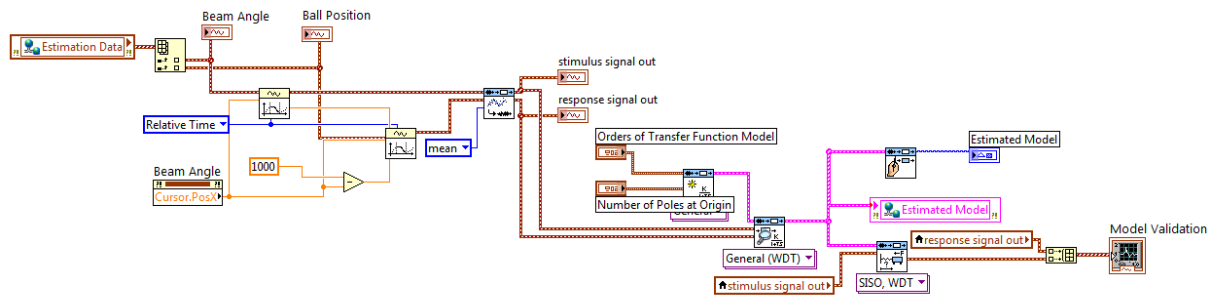 Beam Angle
Ball Position
Estimation Data
stimulus signal out
response signal out
Relative Time
mean
Orders of Transfer Function Model
Estimated Model
1000
Beam Angle
Cursor.PosX
Number of Poles at Origin
Estimated Model
General (WDT)
response signal out
Model Validation
stimulus signal out
SISO, WDT